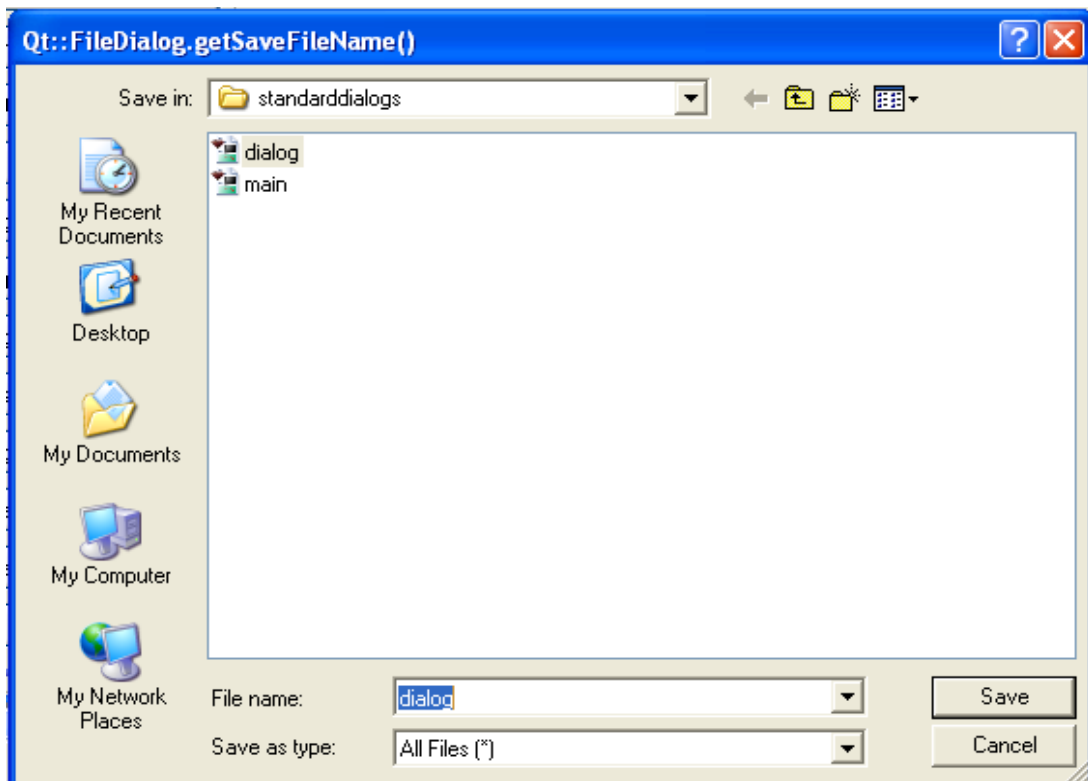 Qt::FileDialog.getSaveFileName()
Save in:
standarddialogs
dialog
main
My Recent
Documents
Desktop
My Documents
My Computer
My Network
Places
File name:
dialog
Save
Save as type:
All Files (*)
Cancel